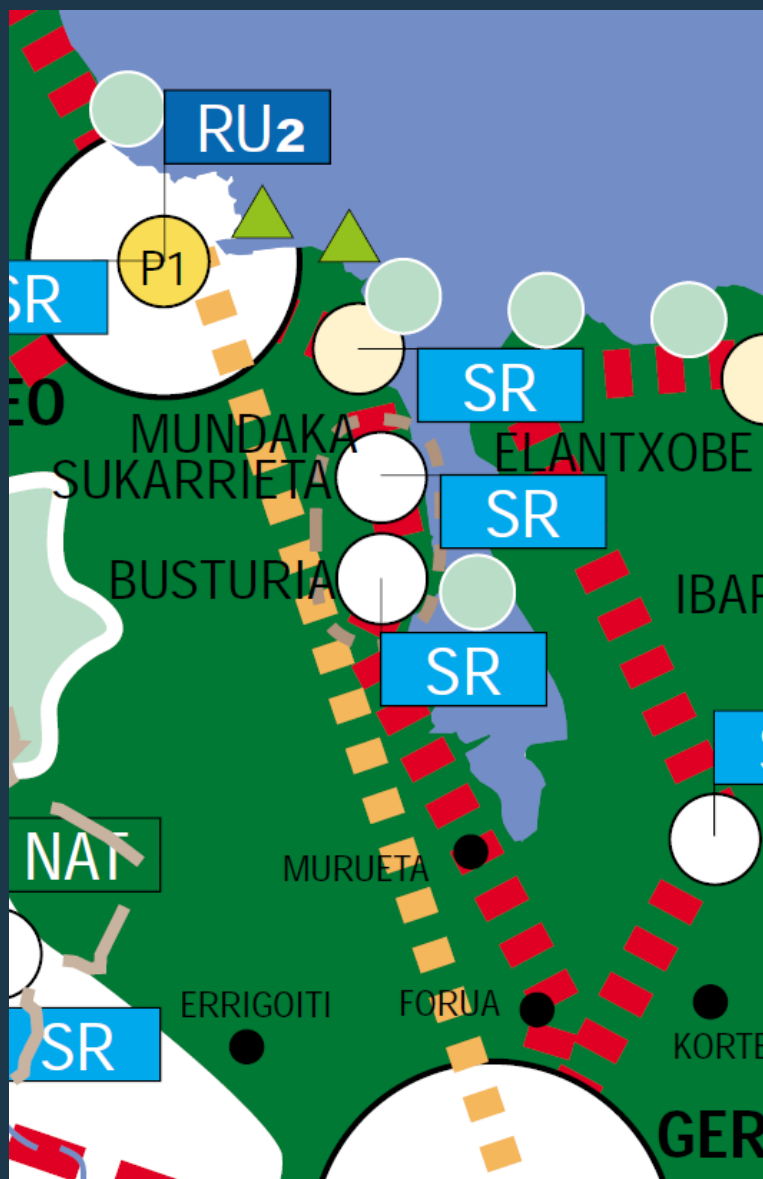 RU2
P1
SR
EO
SR
MUNDAKA
ELANTXOBE
SUKARRIETA
SR
BUSTURIA
IBAR
SR
S
NAT
MURUETA
ERRIGOITI
FORUA
SR
KORTE
GER